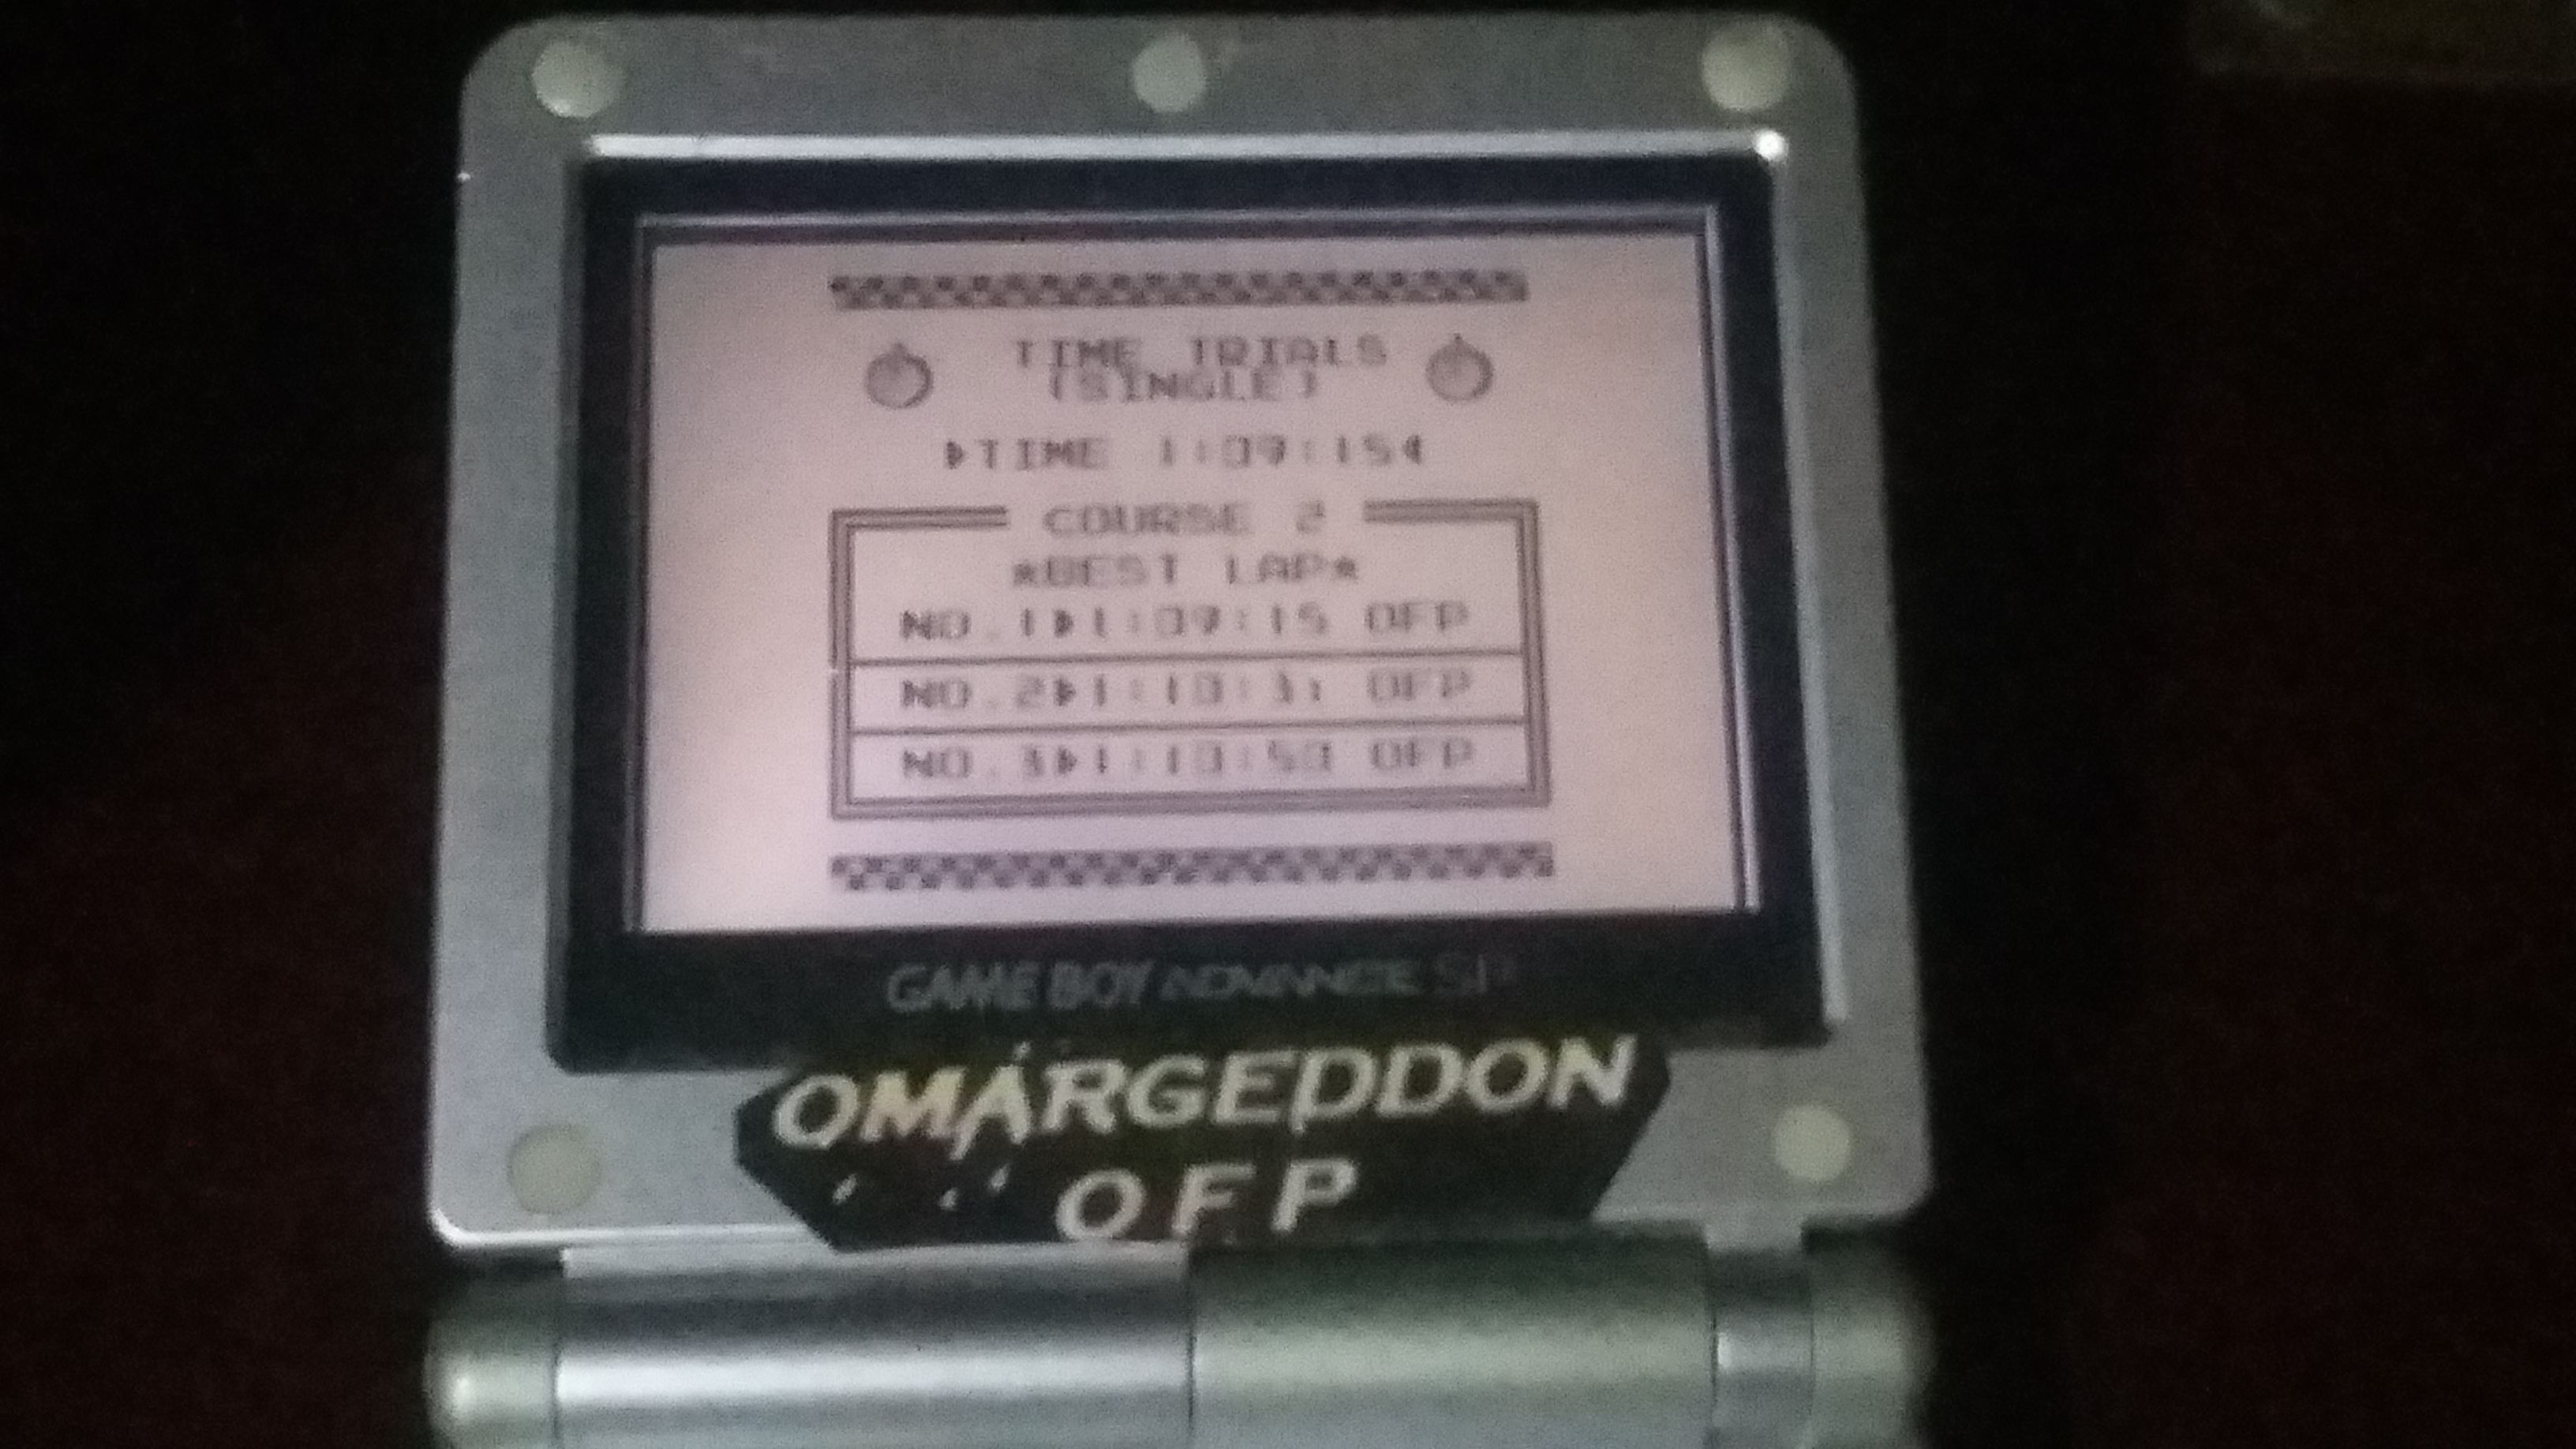 TIME TRIALS
(SINGLE)
TIME 1:09:15
COURSE 2
★BEST LAP★
NO.1 1:09:15 OFP
NO.2 OFP
NO.3 1:10:50 OFP
GAME BOY ADVANCE SP
OMARGEDDON
OFP